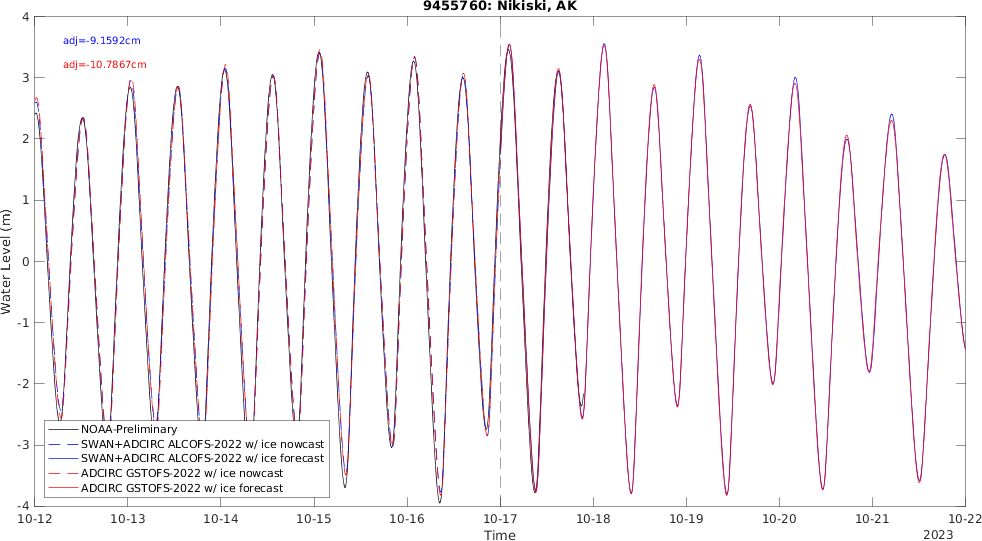 9455760: Nikiski, AK
adj=-9.1592cm
adj=-10.7867cm
Water Level (m)
4
3
2
1
0
-1
-2
-3
-4
NOAA-Preliminary
SWAN+ADCIRC ALCOFS-2022 w/ ice nowcast
SWAN+ADCIRC ALCOFS-2022 w/ ice forecast
ADCIRC GSTOFS-2022 w/ ice nowcast
ADCIRC GSTOFS-2022 w/ ice forecast
10-12 10-13 10-14 10-15 10-16 10-17 10-18 10-19 10-20 10-21 10-22
Time
2023